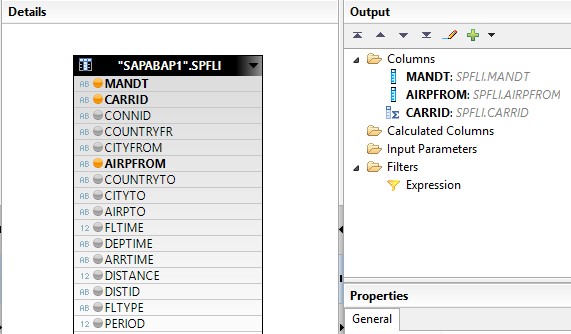 Details
"SAPABAP1".SPFLI
AB MANDT
AB CARRID
AB CONNID
AB COUNTRYFR
AB CITYFROM
AB AIRPFROM
AB COUNTRYTO
AB CITYTO
AB AIRPTO
12 FLTIME
AB DEPTIME
AB ARRTIME
12 DISTANCE
AB DISTID
AB FLTYPE
12 PERIOD
Output
Columns
MANDT: SPFLI.MANDT
AIRPFROM: SPFLI.AIRPFROM
Σ CARRID: SPFLI.CARRID
Calculated Columns
Input Parameters
Filters
Expression
Properties
General